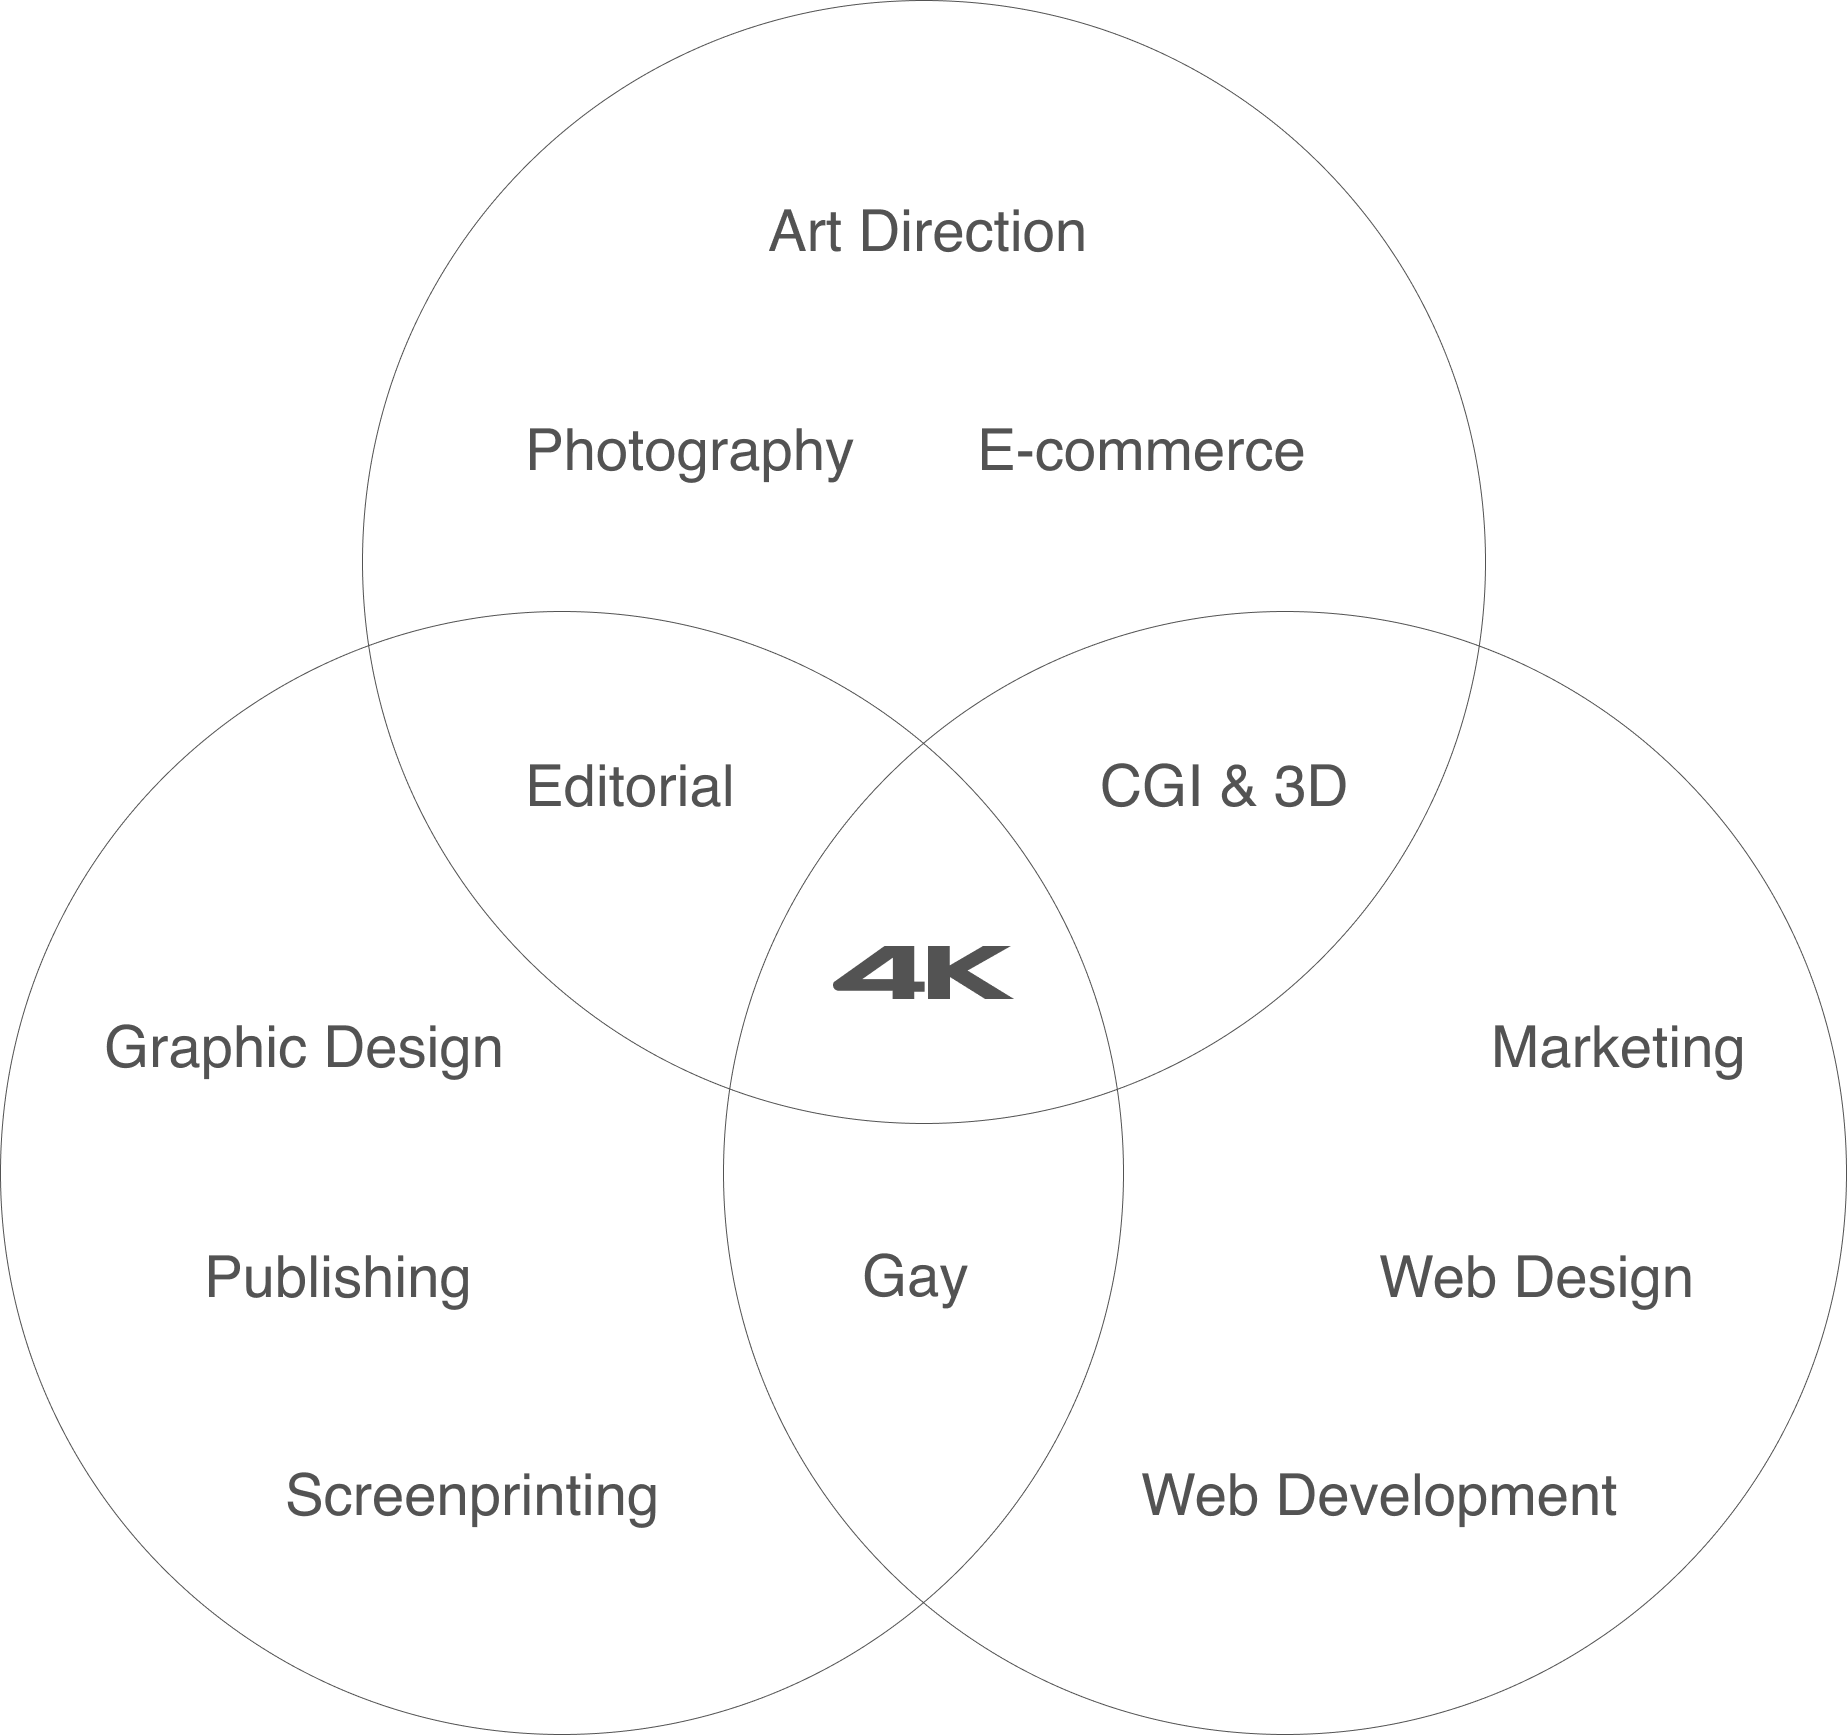 Art Direction
Photography
E-commerce
Editorial
CGI & 3D
4K
Graphic Design
Marketing
Publishing
Gay
Web Design
Screenprinting
Web Development